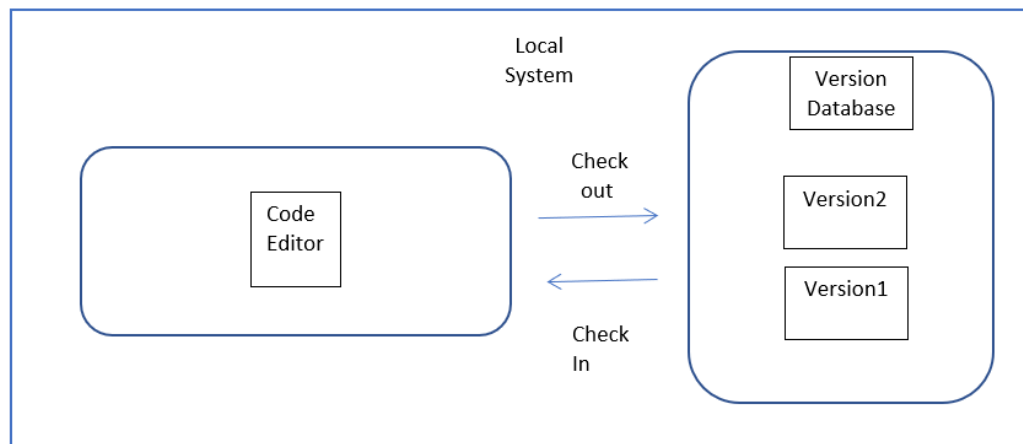 Local
System
Version
Database
Check
out
Code
Editor
Version2
Version1
Check
In